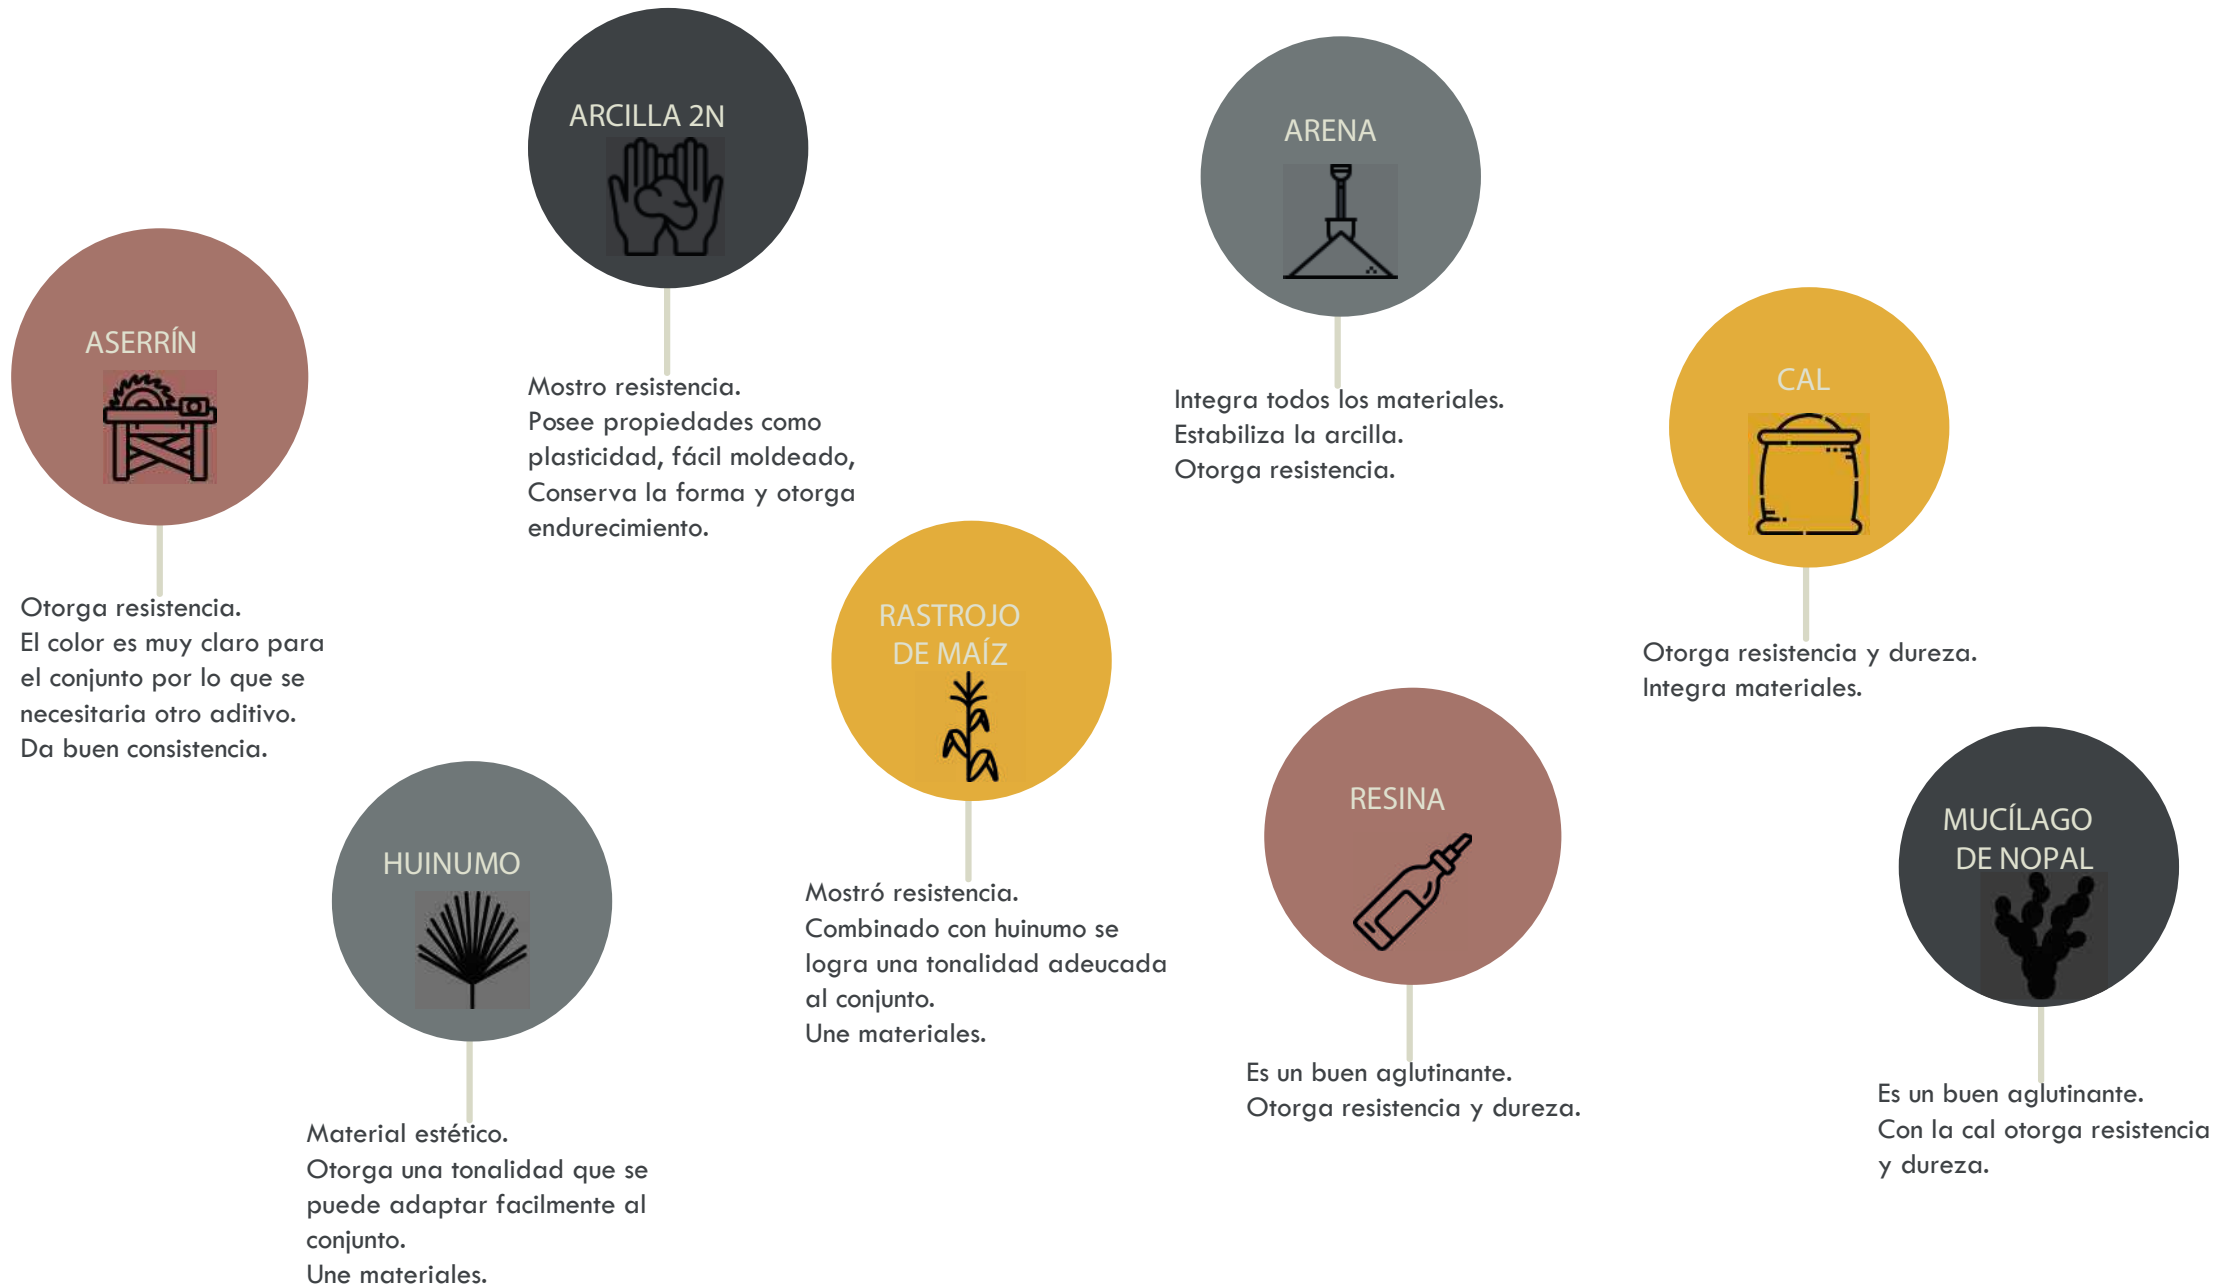 ASERRÍN
Otorga resistencia.
El color es muy claro para
el conjunto por lo que se
necesitaria otro aditivo.
Da buen consistencia.
HUINUMO
Material estético.
Otorga una tonalidad que se
puede adaptar facilmente al
conjunto.
Une materiales.
ARCILLA 2N
Mostro resistencia.
Posee propiedades como
plasticidad, fácil moldeado,
Conserva la forma y otorga
endurecimiento.
RASTROJO
DE MAÍZ
Mostró resistencia.
Combinado con huinumo se
logra una tonalidad adeucada
al conjunto.
Une materiales.
ARENA
Integra todos los materiales.
Estabiliza la arcilla.
Otorga resistencia.
RESINA
Es un buen aglutinante.
Otorga resistencia y dureza.
CAL
Otorga resistencia y dureza.
Integra materiales.
MUCÍLAGO
DE NOPAL
Es un buen aglutinante.
Con la cal otorga resistencia
y dureza.